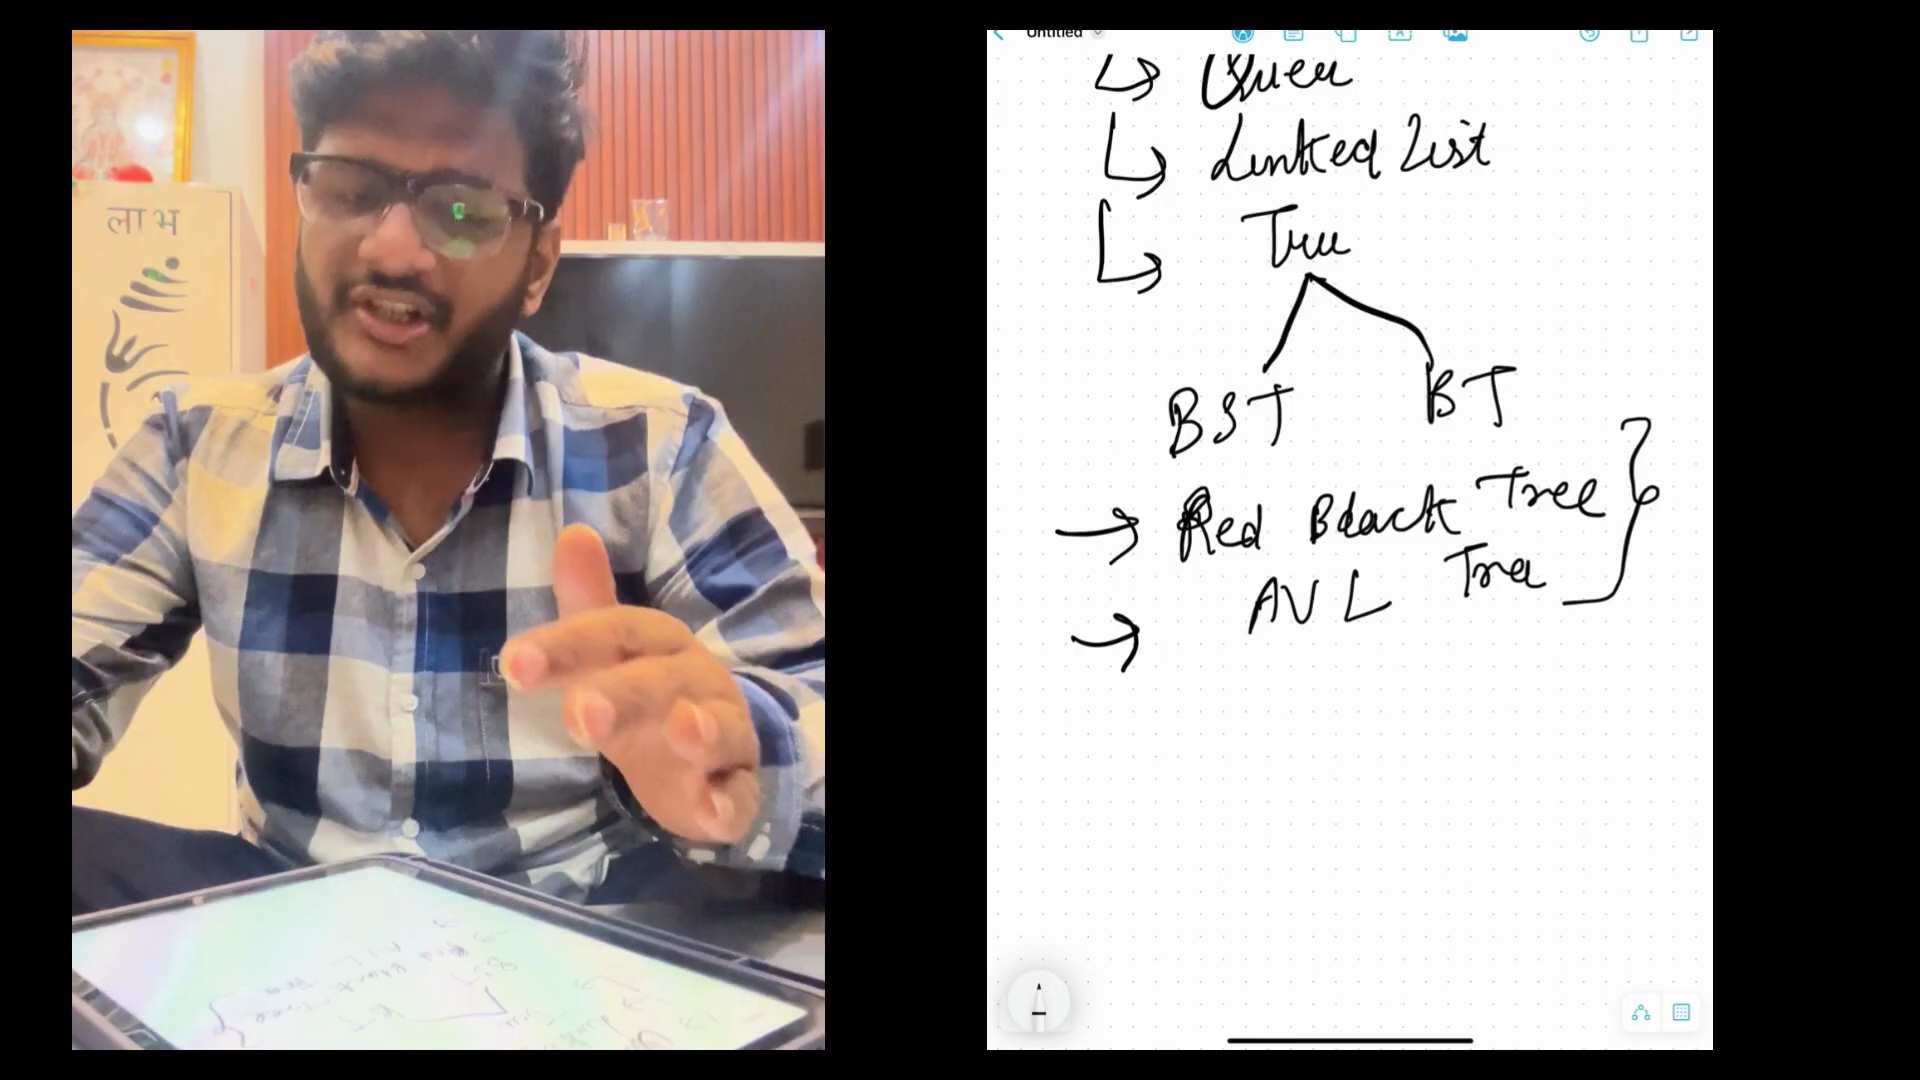 लाभ
Untitled
Queue
Linked List
Tree
BST BT
Red Black Tree
AVL Tree